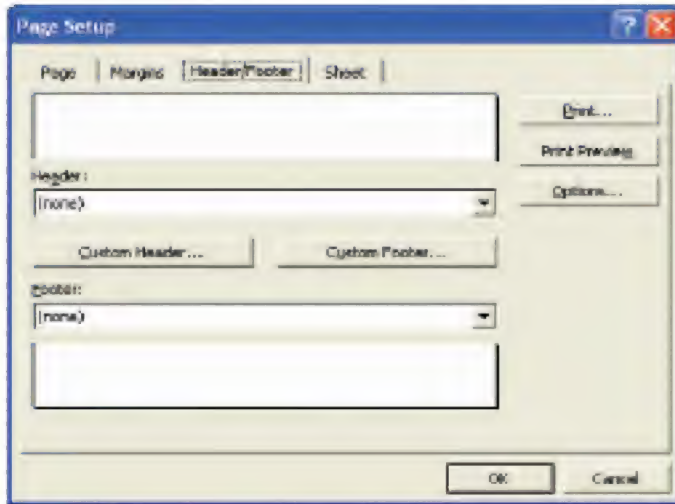 Page Setup
Page Margins Header/Footer Sheet
Print...
Print Preview
Header:
(none)
Options...
Custom Header... Custom Footer...
Footer:
(none)
OK Cancel